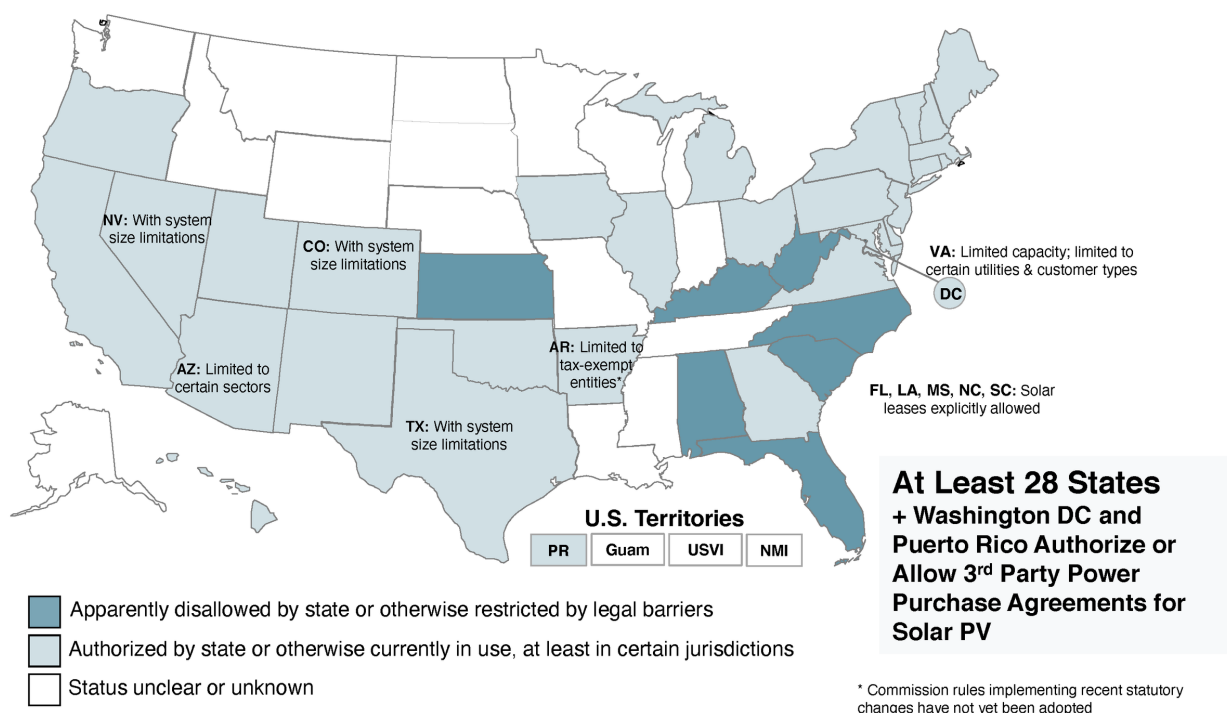 NV: With system
size limitations
CO: With system
size limitations
VA: Limited capacity; limited to
certain utilities & customer types
DC
AR: Limited to
tax-exempt
entities*
AZ: Limited to
certain sectors
FL, LA, MS, NC, SC: Solar
leases explicitly allowed
TX: With system
size limitations
U.S. Territories
PR
Guam
USVI
NMI
At Least 28 States
+ Washington DC and
Puerto Rico Authorize or
Allow 3rd Party Power
Purchase Agreements for
Solar PV
Apparently disallowed by state or otherwise restricted by legal barriers
Authorized by state or otherwise currently in use, at least in certain jurisdictions
Status unclear or unknown
* Commission rules implementing recent statutory
changes have not yet been adopted